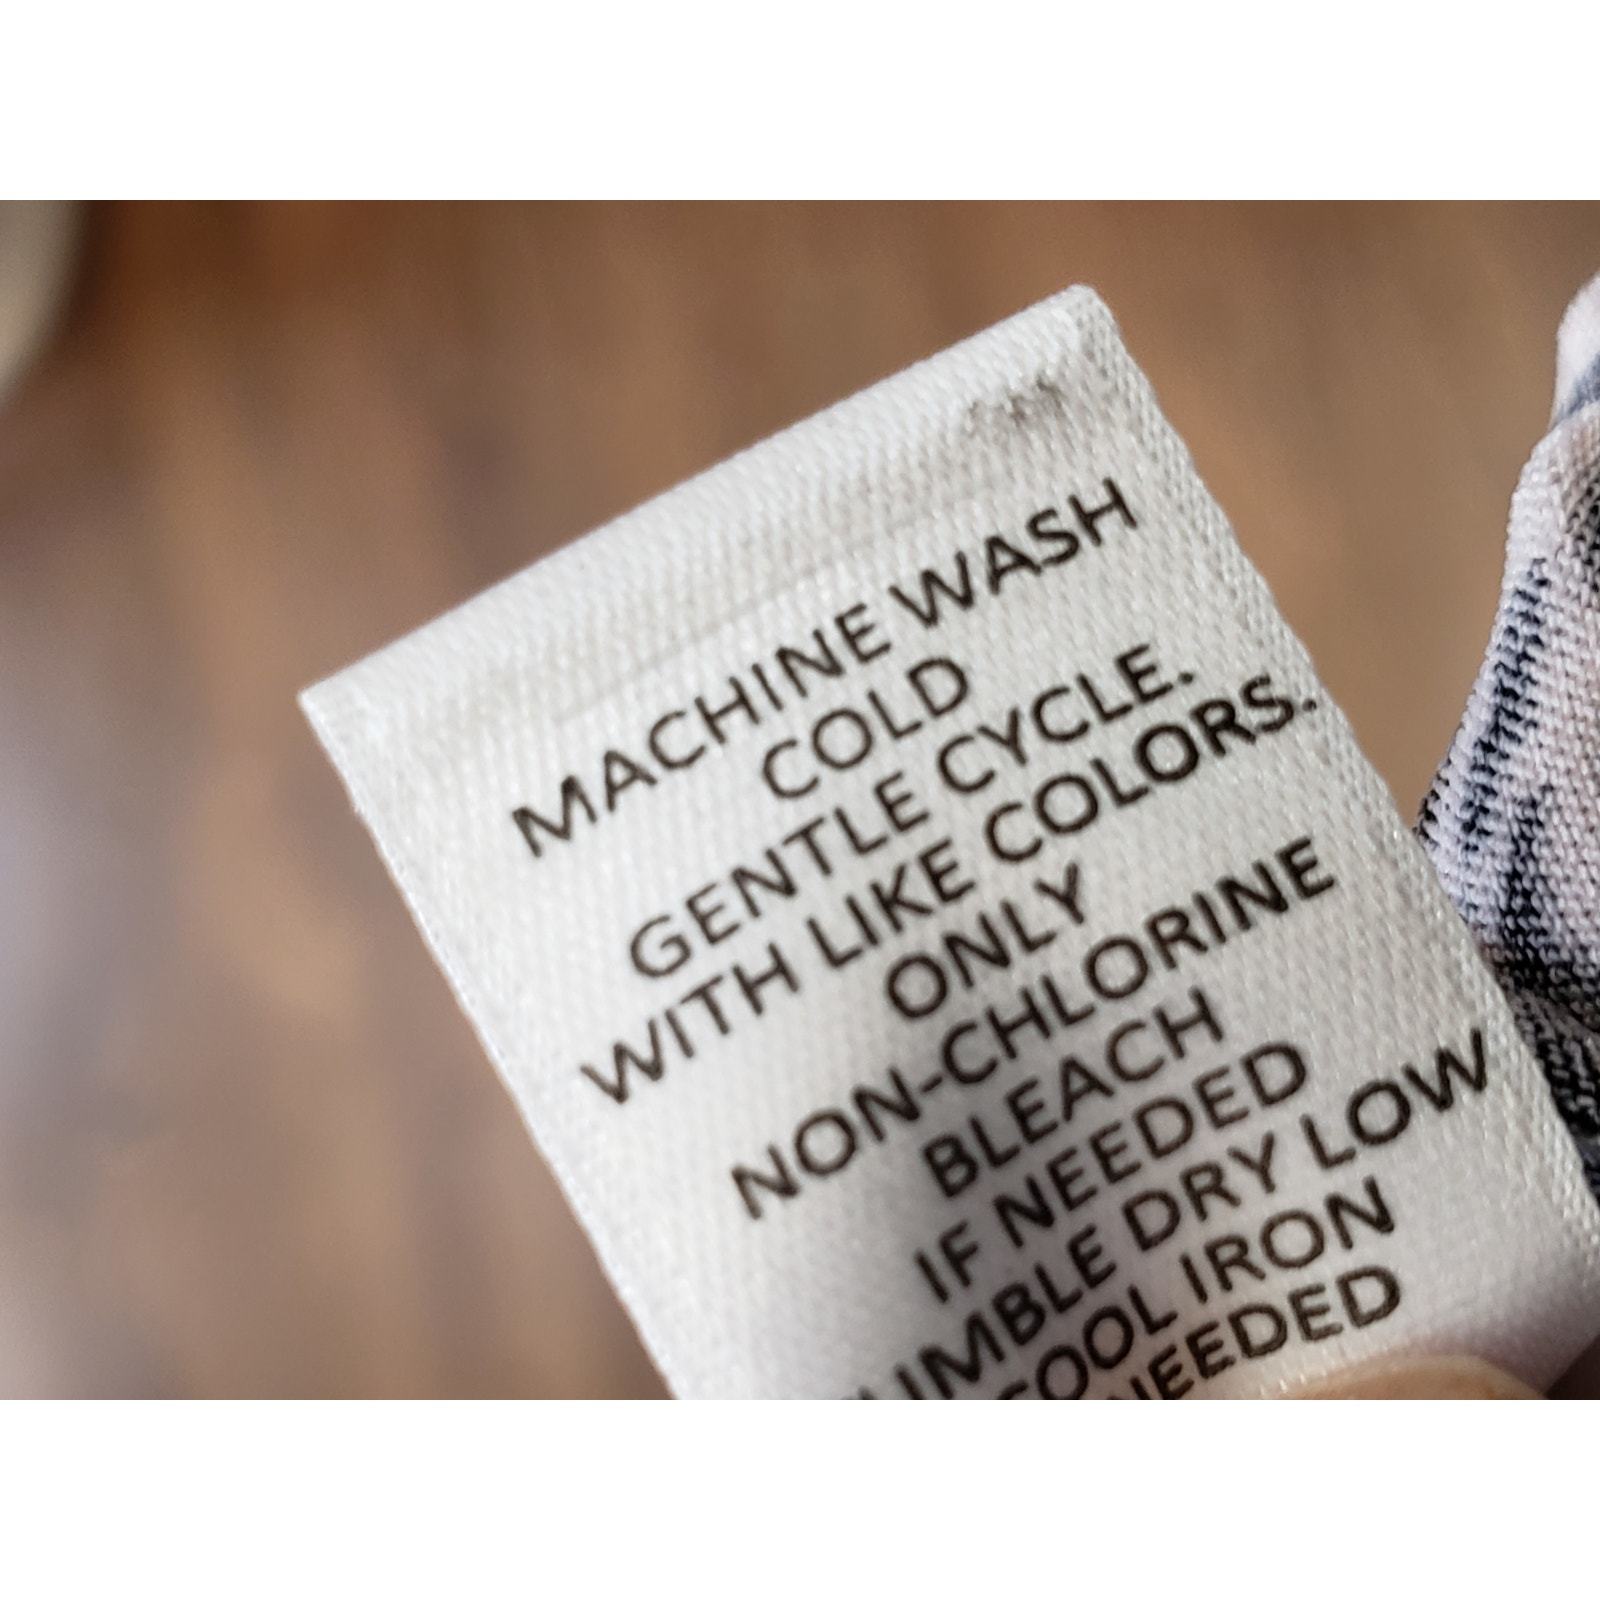 MACHINE WASH
COLD
GENTLE CYCLE.
WITH LIKE COLORS.
ONLY
NON-CHLORINE
BLEACH
IF NEEDED
DRY LOW
COOL IRON
NEEDED